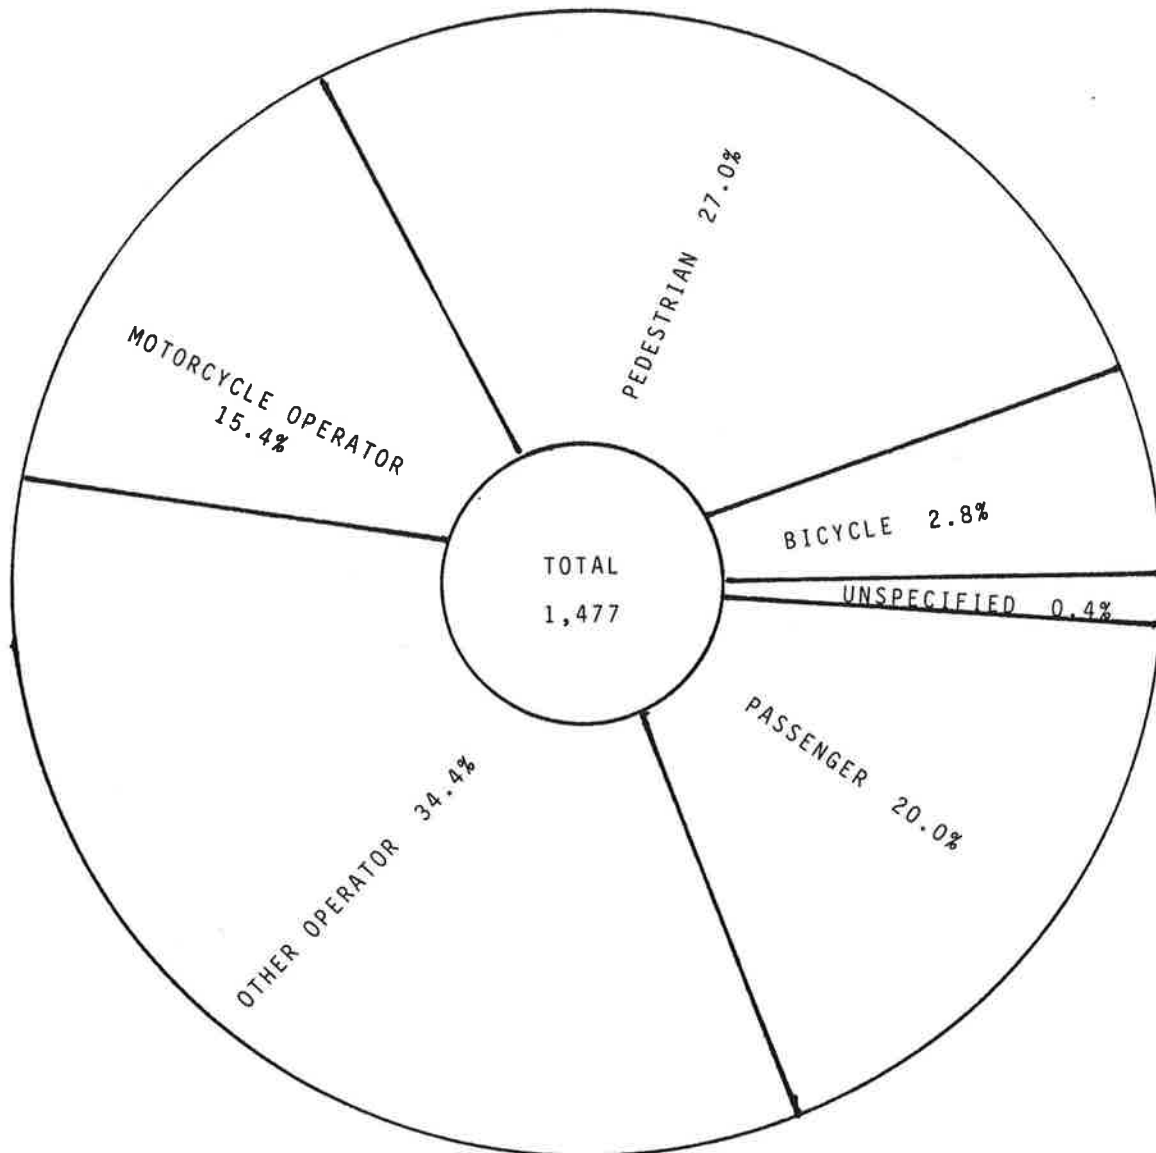 PEDESTRIAN 27.0%
MOTORCYCLE OPERATOR
15.4%
BICYCLE 2.8%
TOTAL
1,477
UNSPECIFIED 0.4%
PASSENGER 20.0%
OTHER OPERATOR 34.4%